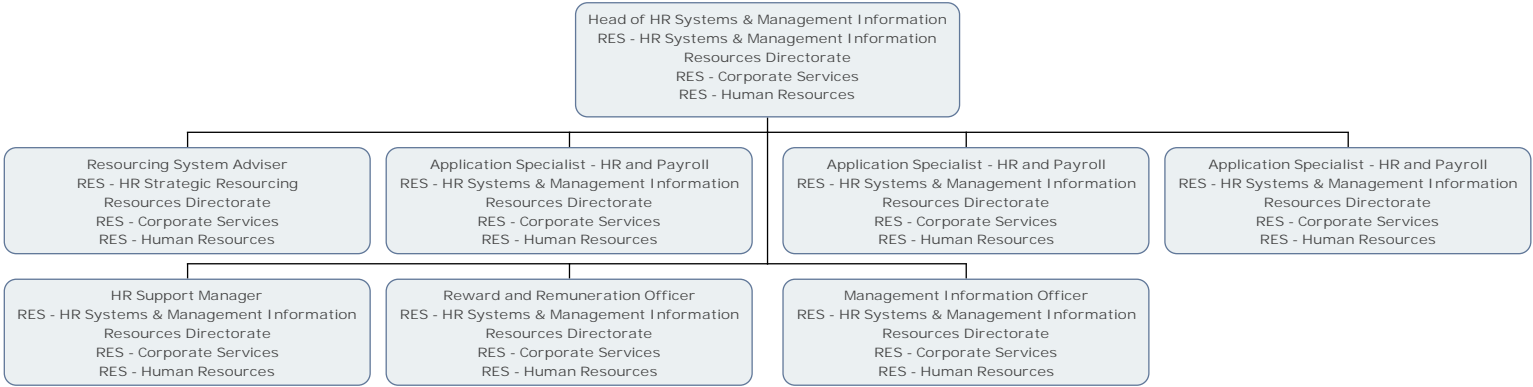 Head of HR Systems & Management Information
RES - HR Systems & Management Information
Resources Directorate
RES - Corporate Services
RES - Human Resources
Resourcing System Adviser
RES - HR Strategic Resourcing
Resources Directorate
RES - Corporate Services
RES - Human Resources
Application Specialist - HR and Payroll
RES - HR Systems & Management Information
Resources Directorate
RES - Corporate Services
RES - Human Resources
Application Specialist - HR and Payroll
RES - HR Systems & Management Information
Resources Directorate
RES - Corporate Services
RES - Human Resources
Application Specialist - HR and Payroll
RES - HR Systems & Management Information
Resources Directorate
RES - Corporate Services
RES - Human Resources
HR Support Manager
RES - HR Systems & Management Information
Resources Directorate
RES - Corporate Services
RES - Human Resources
Reward and Remuneration Officer
RES - HR Systems & Management Information
Resources Directorate
RES - Corporate Services
RES - Human Resources
Management Information Officer
RES - HR Systems & Management Information
Resources Directorate
RES - Corporate Services
RES - Human Resources